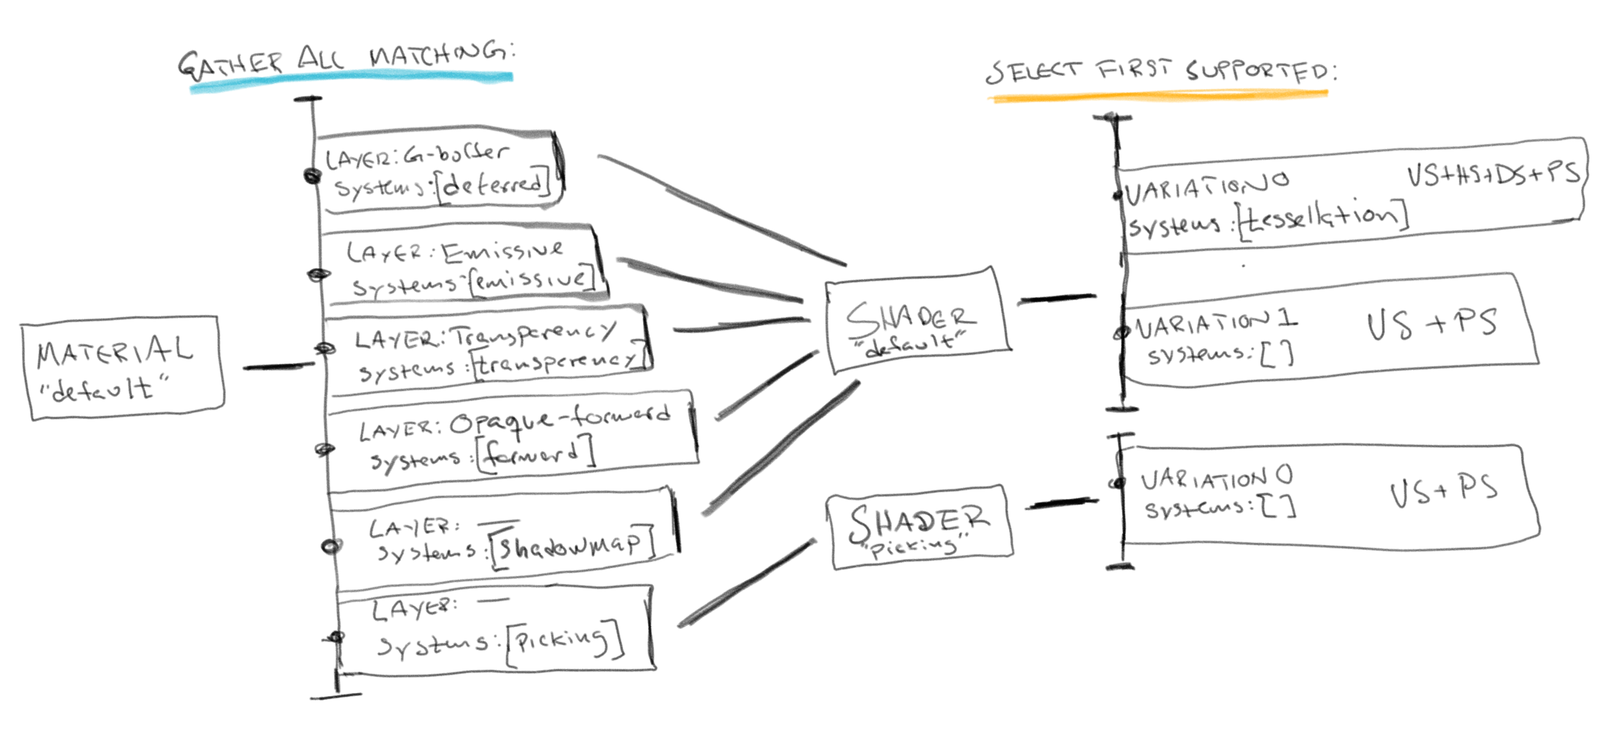 GATHER ALL MATCHING:
SELECT FIRST SUPPORTED:
MATERIAL
"default"
LAYER: G-buffer
systems: [deferred]
LAYER: Emissive
systems: [emissive]
LAYER: Transparency
systems: [transparency]
LAYER: Opaque-forward
systems: [forward]
LAYER: —
systems: [shadowmap]
LAYER: —
systems: [picking]
SHADER
"default"
SHADER
"picking"
VARIATION 0 VS+HS+DS+PS
systems: [tessellation]
VARIATION 1 VS + PS
systems: [ ]
VARIATION 0 VS + PS
systems: [ ]